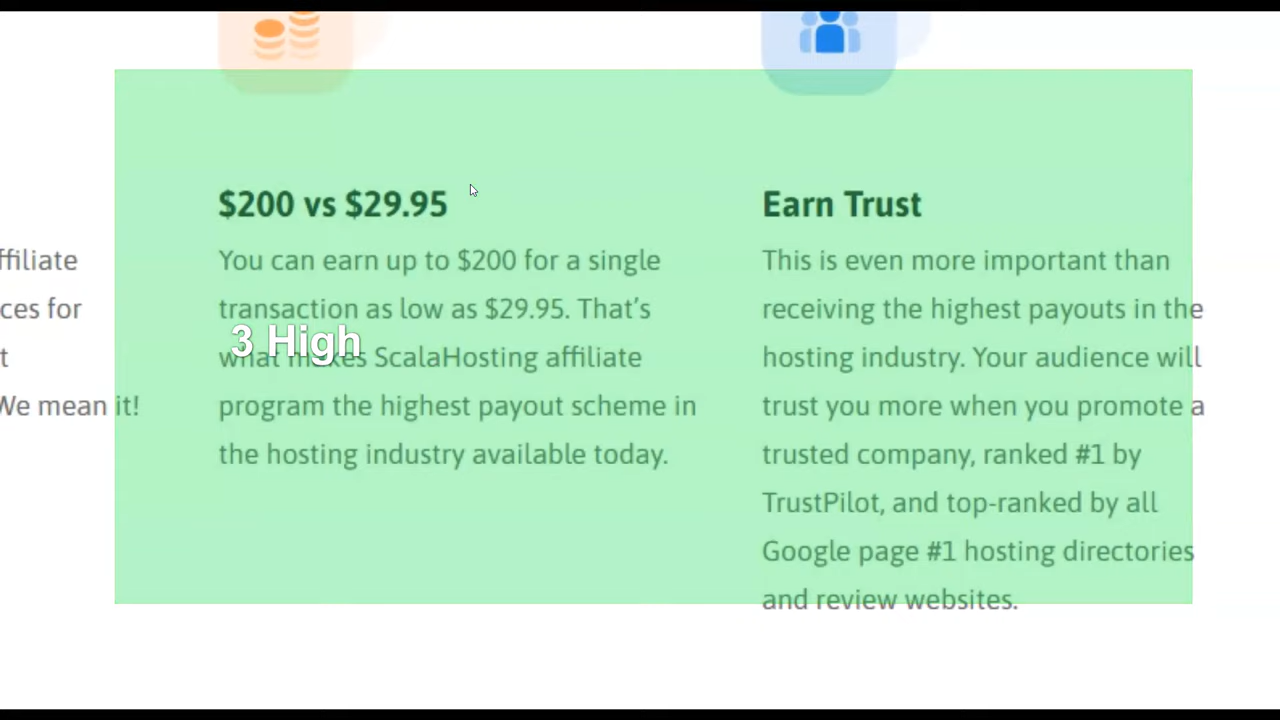 ffiliate
ces for
t
We mean it!
$200 vs $29.95
You can earn up to $200 for a single
transaction as low as $29.95. That's
what makes ScalaHosting affiliate
program the highest payout scheme in
the hosting industry available today.
3 High
Earn Trust
This is even more important than
receiving the highest payouts in the
hosting industry. Your audience will
trust you more when you promote a
trusted company, ranked #1 by
TrustPilot, and top-ranked by all
Google page #1 hosting directories
and review websites.